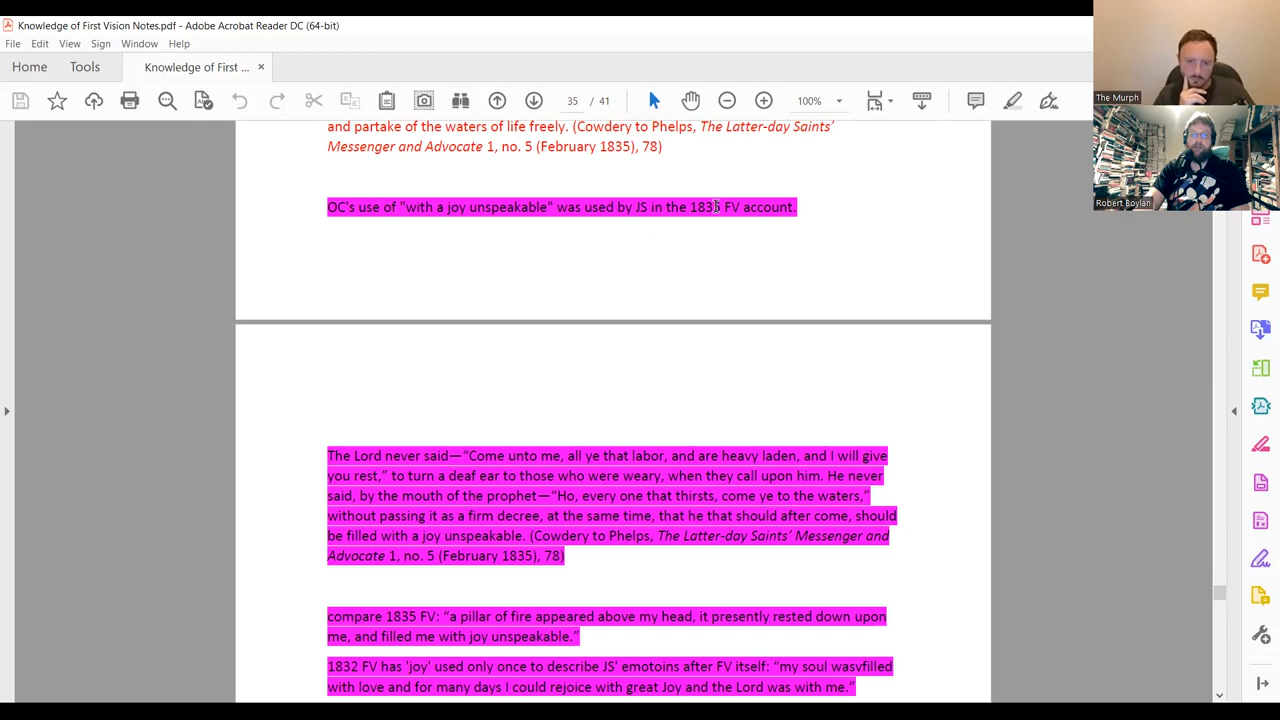 Knowledge of First Vision Notes.pdf - Adobe Acrobat Reader DC (64-bit)
File Edit View Sign Window Help
Home Tools Knowledge of First ... ×
35 / 41 100%
The Murph
Robert Boylan
and partake of the waters of life freely. (Cowdery to Phelps, The Latter-day Saints’
Messenger and Advocate 1, no. 5 (February 1835), 78)
OC's use of "with a joy unspeakable" was used by JS in the 1835 FV account.
The Lord never said—“Come unto me, all ye that labor, and are heavy laden, and I will give
you rest,” to turn a deaf ear to those who were weary, when they call upon him. He never
said, by the mouth of the prophet—“Ho, every one that thirsts, come ye to the waters,”
without passing it as a firm decree, at the same time, that he that should after come, should
be filled with a joy unspeakable. (Cowdery to Phelps, The Latter-day Saints’ Messenger and
Advocate 1, no. 5 (February 1835), 78)
compare 1835 FV: “a pillar of fire appeared above my head, it presently rested down upon
me, and filled me with joy unspeakable.”
1832 FV has 'joy' used only once to describe JS' emotoins after FV itself: “my soul wasvfilled
with love and for many days I could rejoice with great Joy and the Lord was with me.”